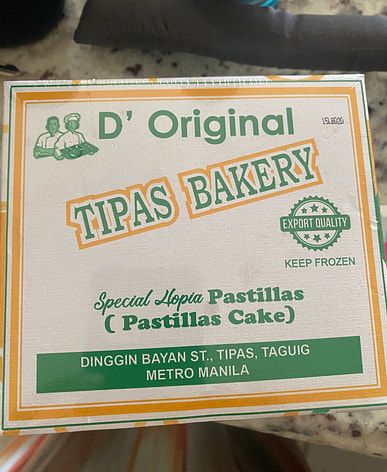 D' Original
TIPAS BAKERY
EXPORT QUALITY
KEEP FROZEN
Special Hopia Pastillas
( Pastillas Cake)
DINGGIN BAYAN ST., TIPAS, TAGUIG
METRO MANILA